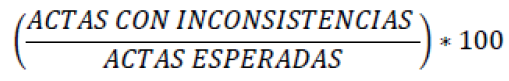 (ACTAS CON INCONSISTENCIAS
ACTAS ESPERADAS) * 100